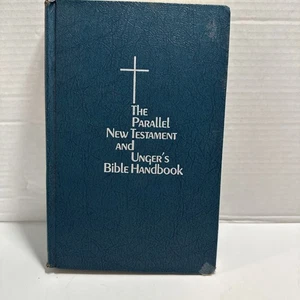 The
Parallel
New Testament
and
Unger's
Bible Handbook